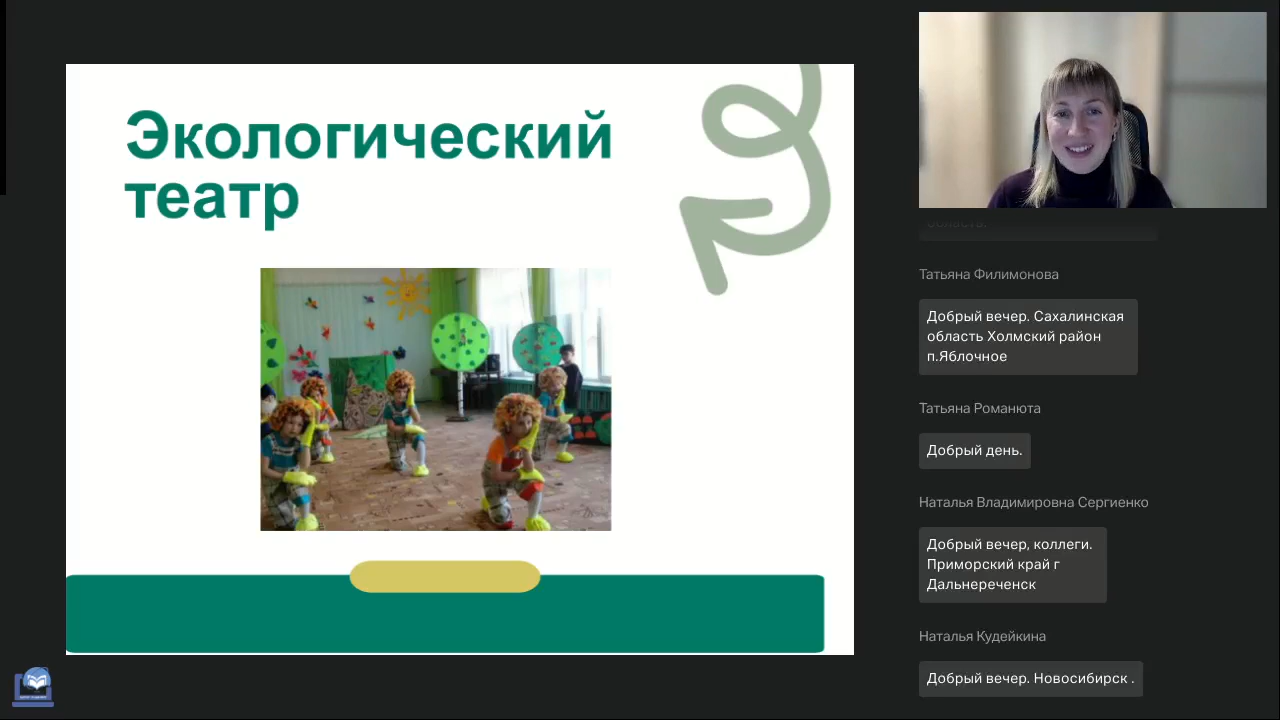 Экологический
театр
Татьяна Филимонова
Добрый вечер. Сахалинская
область Холмский район
п.Яблочное
Татьяна Романюта
Добрый день.
Наталья Владимировна Сергиенко
Добрый вечер, коллеги.
Приморский край г
Дальнереченск
Наталья Кудейкина
Добрый вечер. Новосибирск .